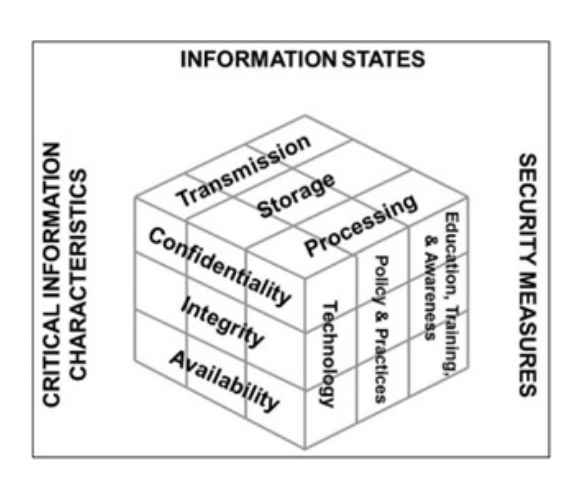 INFORMATION STATES
CRITICAL INFORMATION
CHARACTERISTICS
Transmission
Storage
Processing
Confidentiality
Integrity
Availability
Technology
Policy & Practices
Education, Training,
& Awareness
SECURITY MEASURES